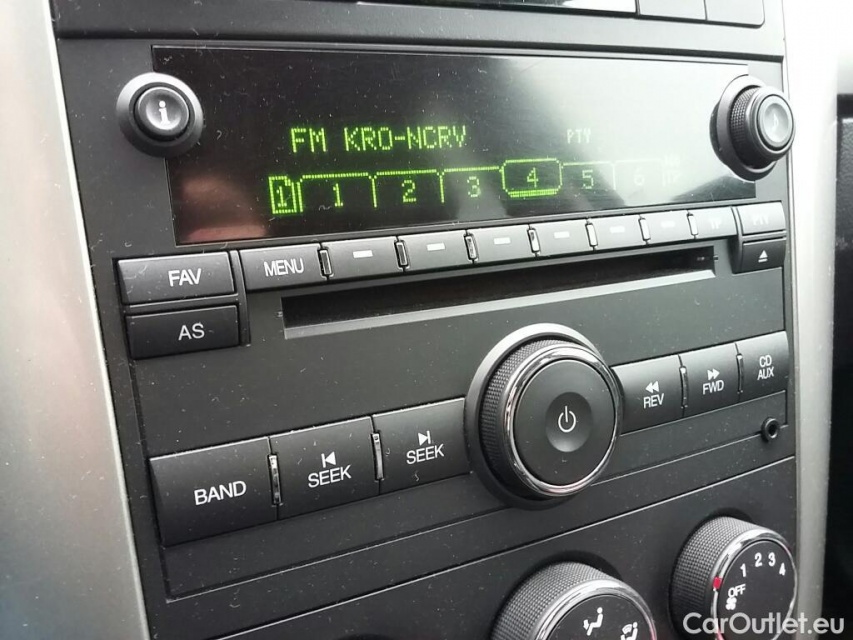 i
FM KRO-NCRV PTY
1 1 2 3 4 5 6
FAV MENU TP PTY
AS
REV FWD CD AUX
BAND SEEK SEEK
OFF 1 2 3 4
CarOutlet.eu